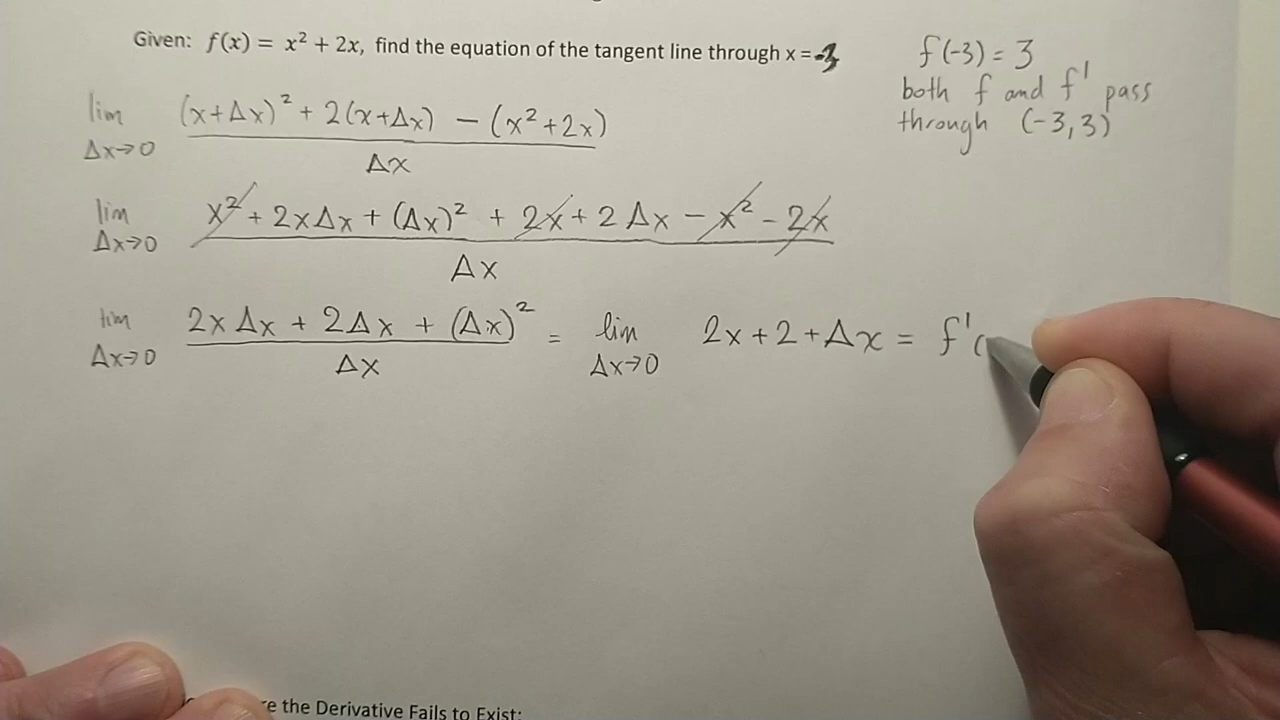 Given: f(x) = x² + 2x, find the equation of the tangent line through x = -3
f(-3) = 3
both f and f' pass
through (-3, 3)
lim Δx→0 (x+Δx)² + 2(x+Δx) - (x²+2x) / Δx
lim Δx→0 x² + 2xΔx + (Δx)² + 2x + 2Δx - x² - 2x / Δx
lim Δx→0 2xΔx + 2Δx + (Δx)² / Δx = lim Δx→0 2x + 2 + Δx = f'(
the Derivative Fails to Exist: